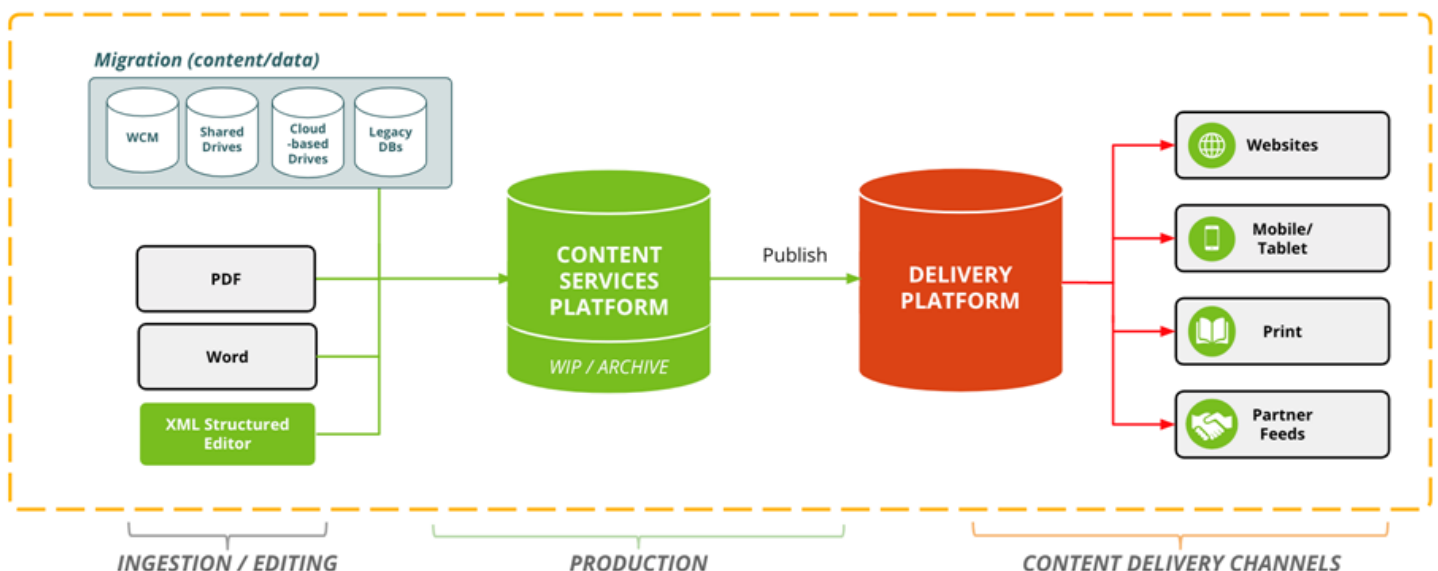 Migration (content/data)
WCM
Shared
Drives
Cloud
-based
Drives
Legacy
DBs
PDF
Word
XML Structured
Editor
CONTENT
SERVICES
PLATFORM
WIP / ARCHIVE
Publish
DELIVERY
PLATFORM
Websites
Mobile/
Tablet
Print
Partner
Feeds
INGESTION / EDITING
PRODUCTION
CONTENT DELIVERY CHANNELS